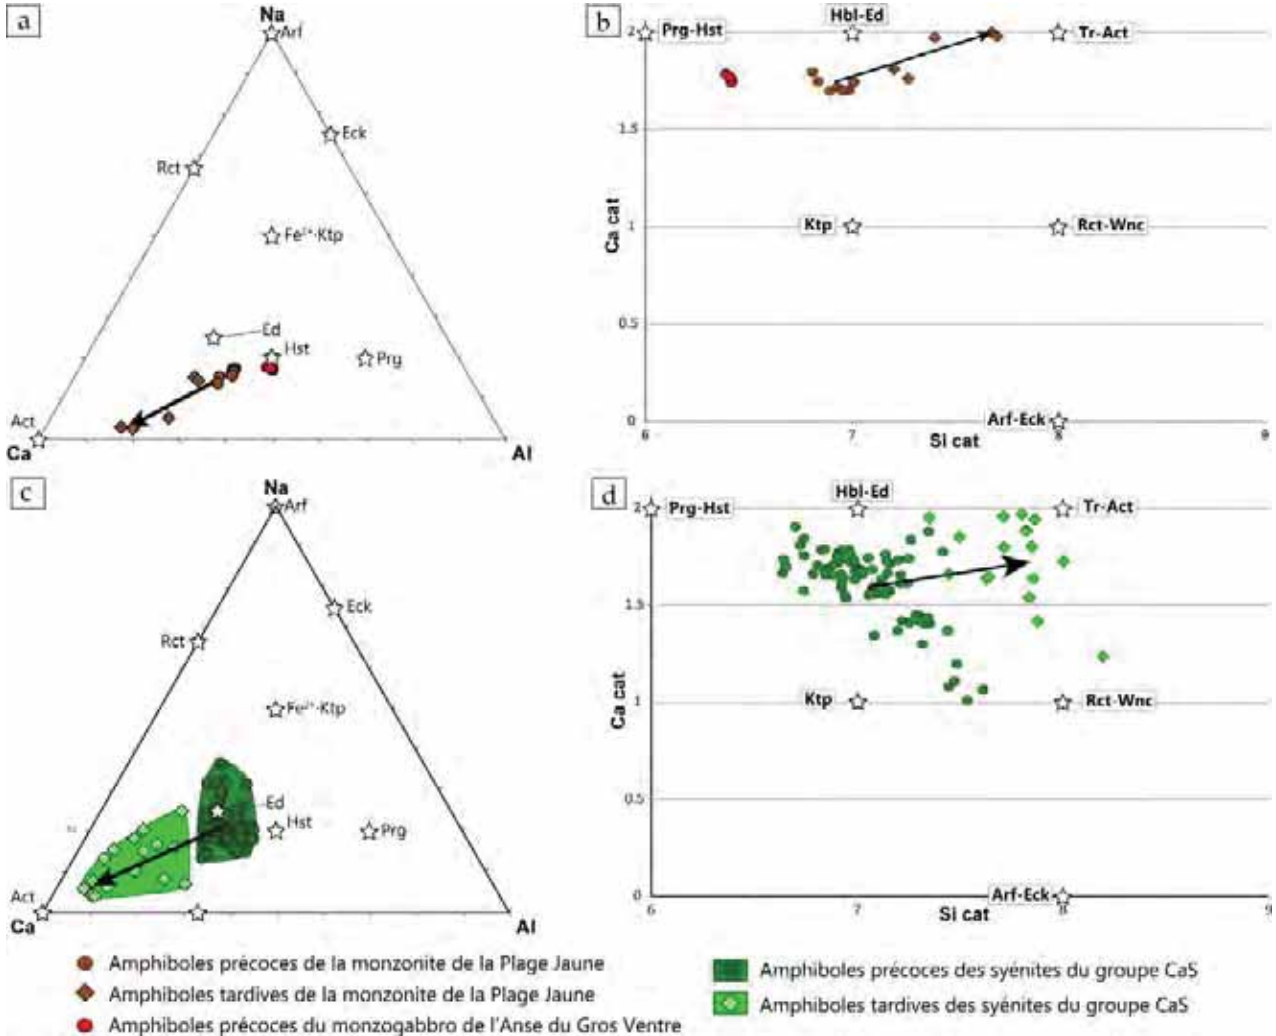 a
Na
Arf
Eck
Rct
Fe²⁺-Ktp
Ed
Hst
Prg
Act
Ca
Al
b
Hbl-Ed
2
Prg-Hst
Tr-Act
1.5
Ca cat
1
Ktp
Rct-Wnc
0.5
0
Arf-Eck
6
7
Si cat
8
9
c
Na
Arf
Eck
Rct
Fe²⁺-Ktp
Ed
Hst
Prg
Act
Ca
Al
d
Hbl-Ed
2
Prg-Hst
Tr-Act
1.5
Ca cat
1
Ktp
Rct-Wnc
0.5
0
Arf-Eck
6
7
Si cat
8
9
Amphiboles précoces de la monzonite de la Plage Jaune
Amphiboles tardives de la monzonite de la Plage Jaune
Amphiboles précoces du monzogabbro de l'Anse du Gros Ventre
Amphiboles précoces des syénites du groupe CaS
Amphiboles tardives des syénites du groupe CaS